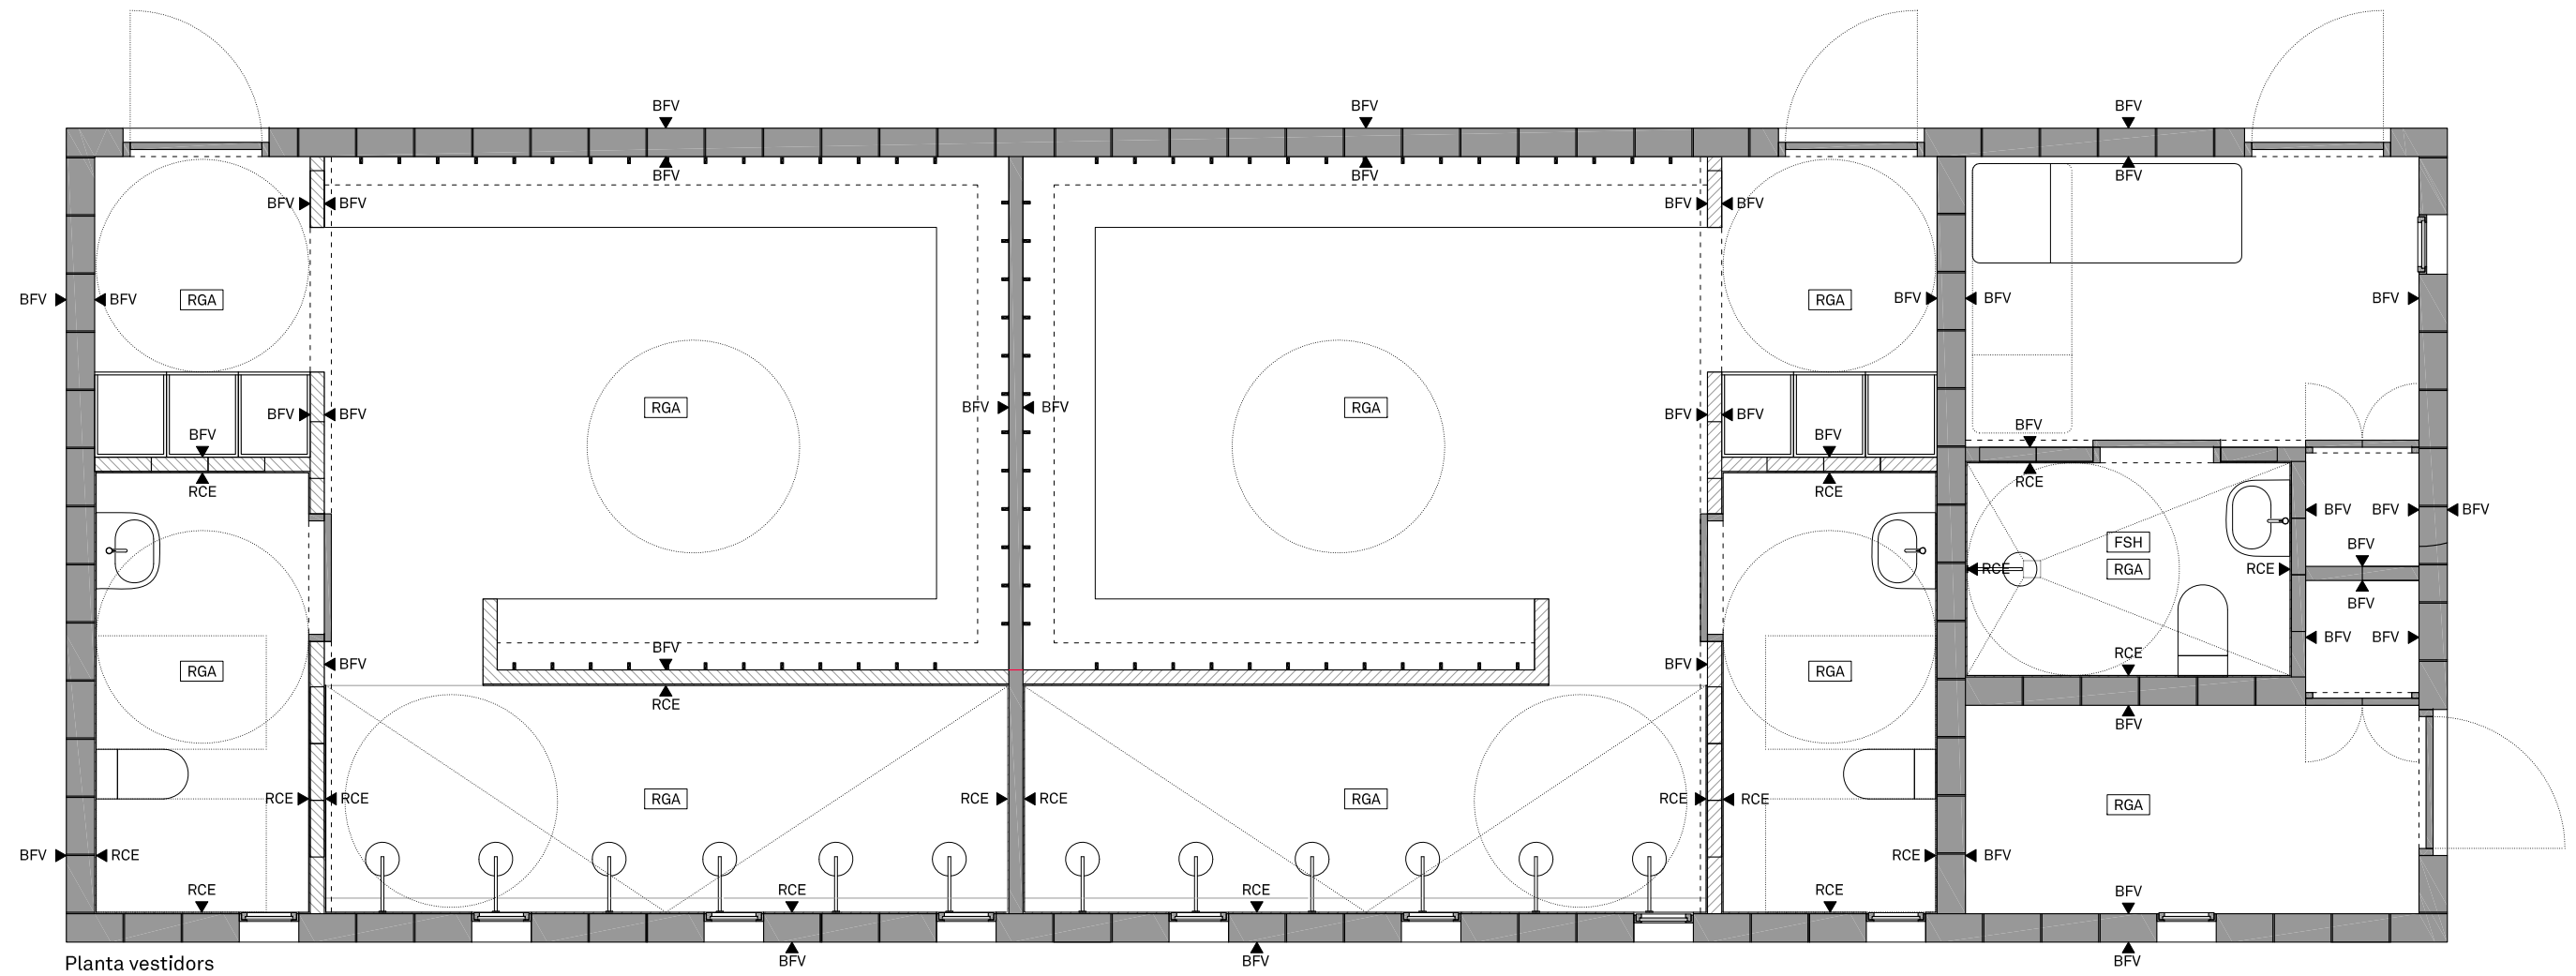 BFV BFV BFV
BFV BFV BFV
BFV BFV BFV BFV
BFV BFV RGA RGA BFV BFV BFV
RGA BFV BFV RGA
BFV BFV BFV BFV
BFV BFV BFV
RCE RCE RCE
BFV BFV BFV
FSH
RCE RGA RCE
BFV
BFV
BFV BFV
BFV
RCE
BFV BFV RCE
RGA RGA
RCE
BFV
RCE RCE RGA RCE RCE RGA RCE RCE RGA
BFV RCE RCE BFV
RCE RCE RCE RCE BFV
BFV BFV BFV
Planta vestidors